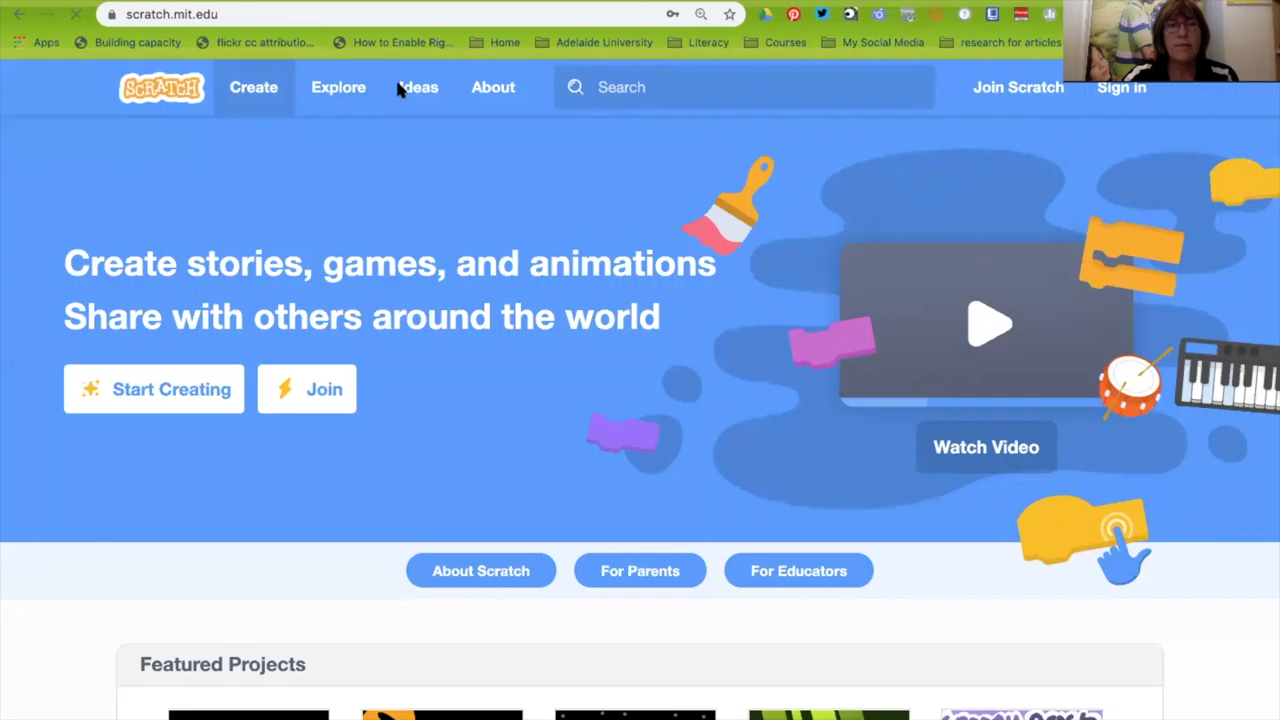 scratch.mit.edu
Apps Building capacity flickr cc attributio... How to Enable Rig... Home Adelaide University Literacy Courses My Social Media research for articles
SCRATCH Create Explore Ideas About Search Join Scratch Sign in
Create stories, games, and animations
Share with others around the world
Start Creating Join
Watch Video
About Scratch For Parents For Educators
Featured Projects